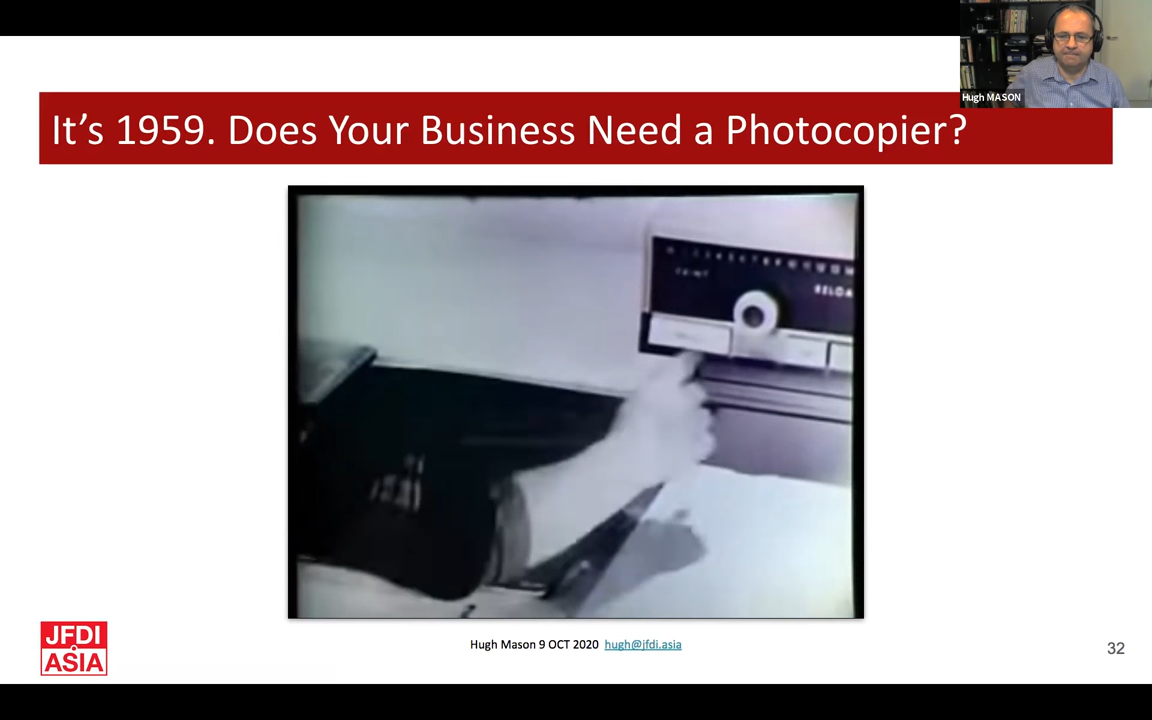 Hugh MASON
It's 1959. Does Your Business Need a Photocopier?
PRINT
JFDI
ASIA
Hugh Mason 9 OCT 2020 hugh@jfdi.asia
32